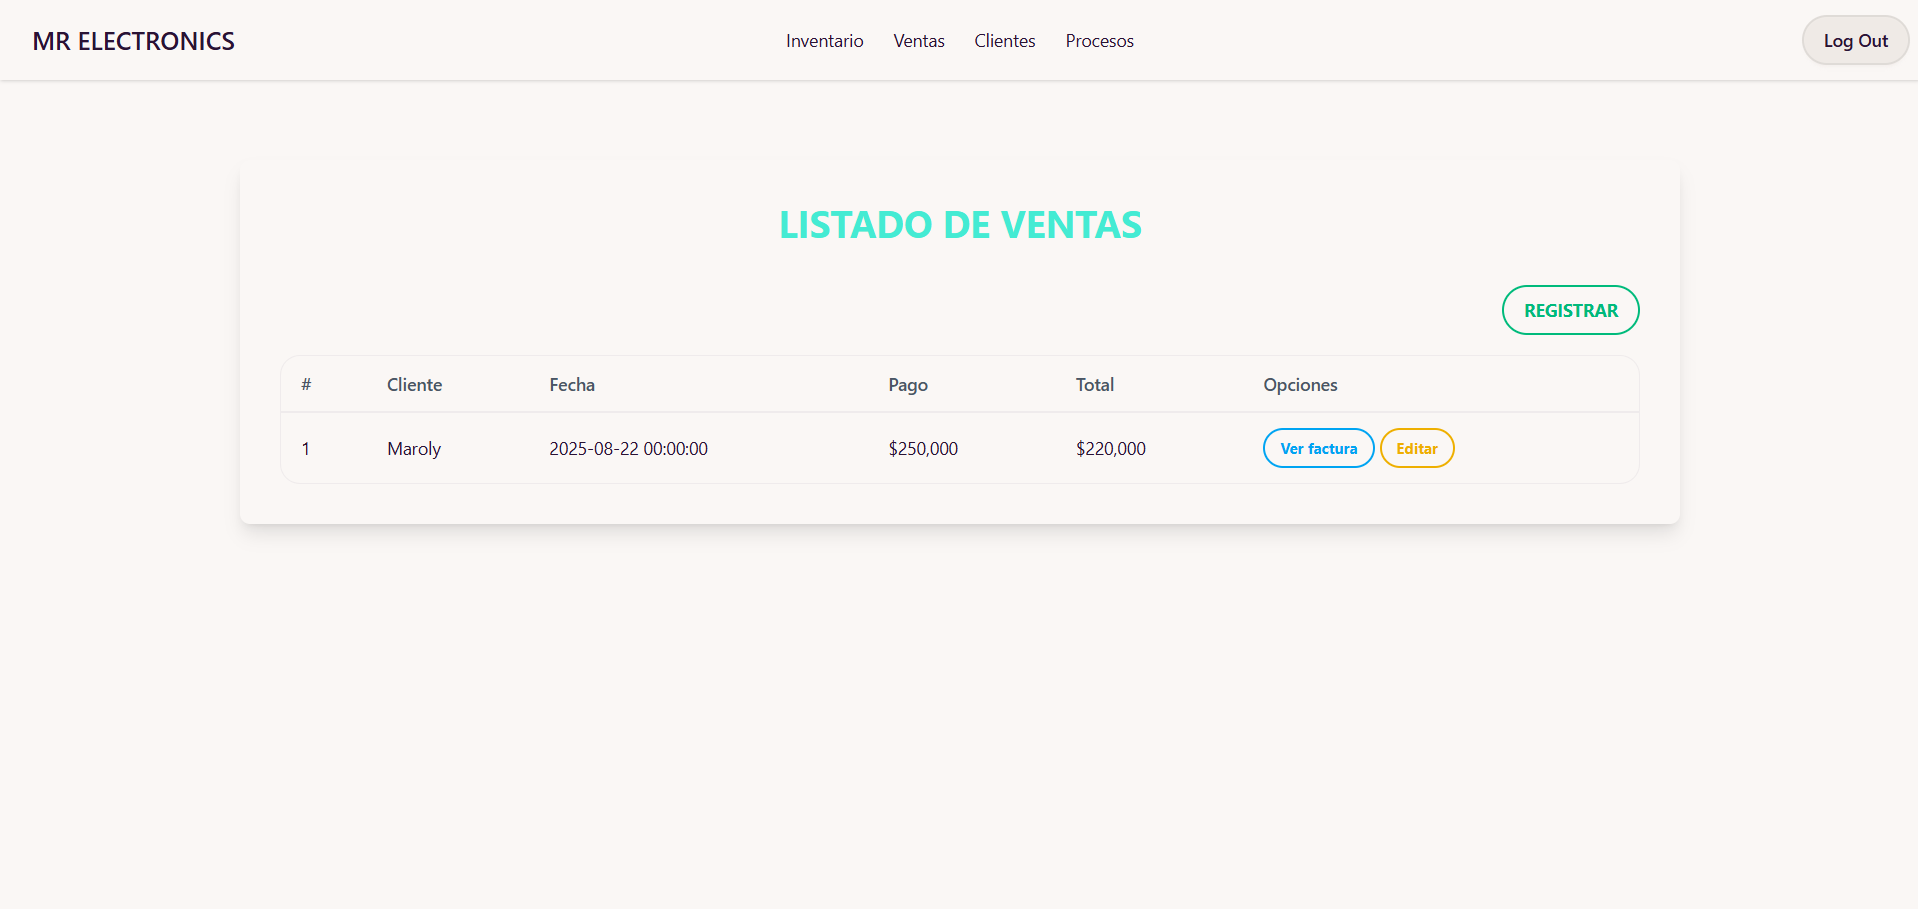 MR ELECTRONICS Inventario Ventas Clientes Procesos Log Out
LISTADO DE VENTAS
REGISTRAR
# Cliente Fecha Pago Total Opciones
1 Maroly 2025-08-22 00:00:00 $250,000 $220,000 Ver factura Editar